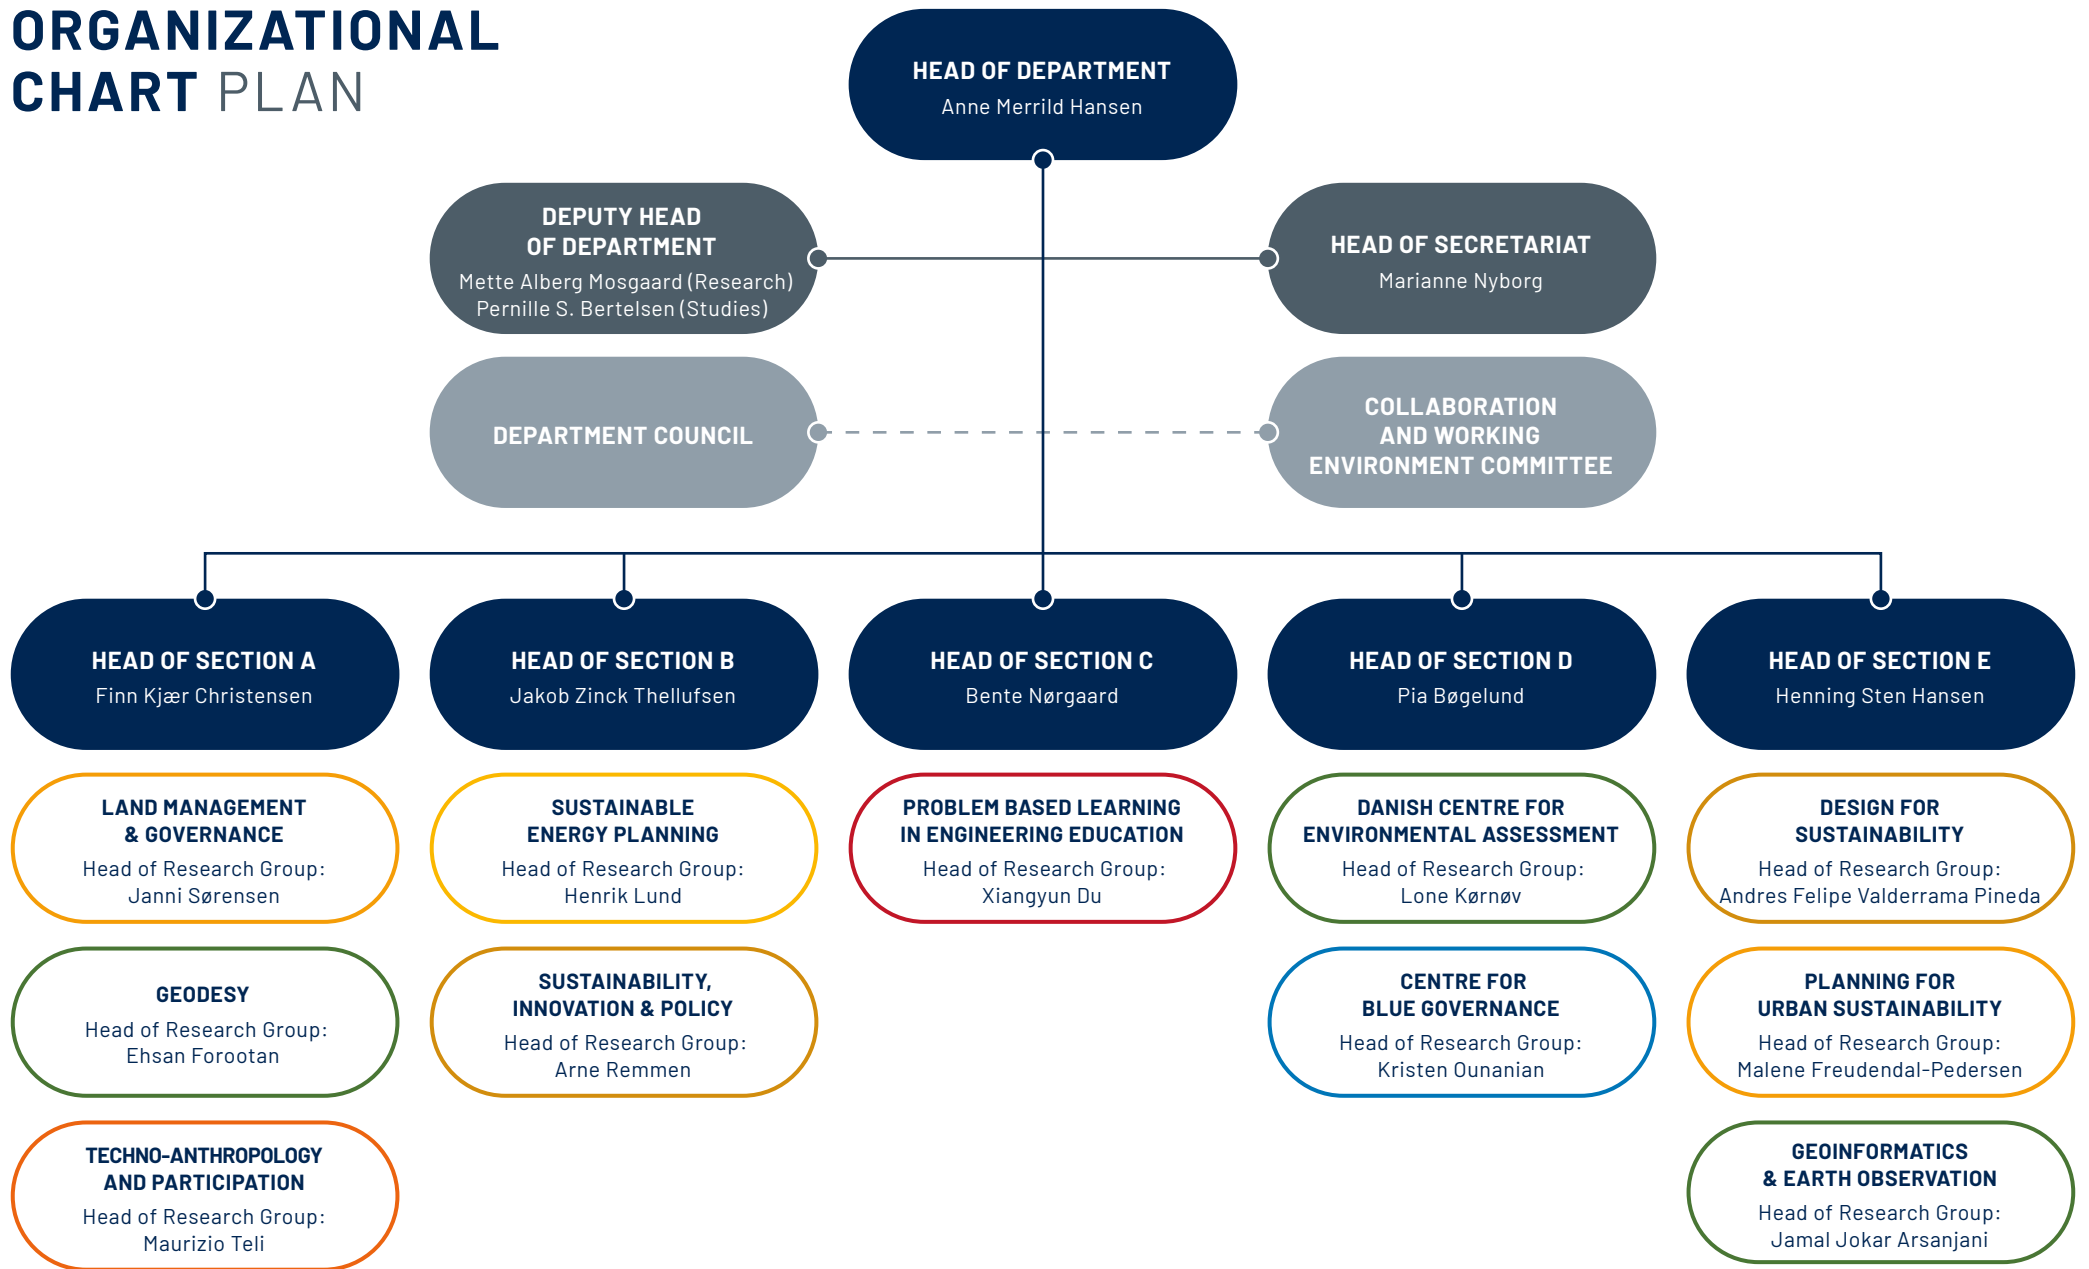 ORGANIZATIONAL
CHART PLAN
HEAD OF DEPARTMENT
Anne Merrild Hansen
DEPUTY HEAD
OF DEPARTMENT
Mette Alberg Mosgaard (Research)
Pernille S. Bertelsen (Studies)
HEAD OF SECRETARIAT
Marianne Nyborg
DEPARTMENT COUNCIL
COLLABORATION
AND WORKING
ENVIRONMENT COMMITTEE
HEAD OF SECTION A
Finn Kjær Christensen
HEAD OF SECTION B
Jakob Zinck Thellufsen
HEAD OF SECTION C
Bente Nørgaard
HEAD OF SECTION D
Pia Bøgelund
HEAD OF SECTION E
Henning Sten Hansen
LAND MANAGEMENT
& GOVERNANCE
Head of Research Group:
Janni Sørensen
SUSTAINABLE
ENERGY PLANNING
Head of Research Group:
Henrik Lund
PROBLEM BASED LEARNING
IN ENGINEERING EDUCATION
Head of Research Group:
Xiangyun Du
DANISH CENTRE FOR
ENVIRONMENTAL ASSESSMENT
Head of Research Group:
Lone Kørnøv
DESIGN FOR
SUSTAINABILITY
Head of Research Group:
Andres Felipe Valderrama Pineda
GEODESY
Head of Research Group:
Ehsan Forootan
SUSTAINABILITY,
INNOVATION & POLICY
Head of Research Group:
Arne Remmen
CENTRE FOR
BLUE GOVERNANCE
Head of Research Group:
Kristen Ounanian
PLANNING FOR
URBAN SUSTAINABILITY
Head of Research Group:
Malene Freudendal-Pedersen
TECHNO-ANTHROPOLOGY
AND PARTICIPATION
Head of Research Group:
Maurizio Teli
GEOINFORMATICS
& EARTH OBSERVATION
Head of Research Group:
Jamal Jokar Arsanjani